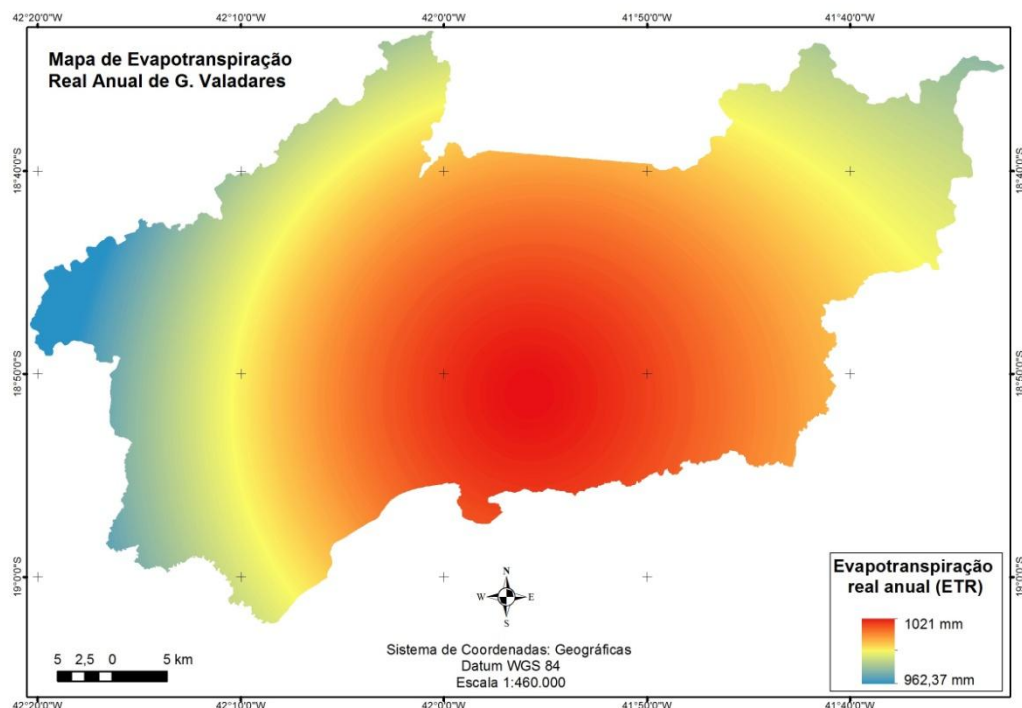 42°20'0"W 42°10'0"W 42°0'0"W 41°50'0"W 41°40'0"W
Mapa de Evapotranspiração
Real Anual de G. Valadares
18°40'0"S 18°40'0"S
18°50'0"S 18°50'0"S
19°0'0"S 19°0'0"S
N
W E
S
Evapotranspiração
real anual (ETR)
1021 mm
962,37 mm
5 2,5 0 5 km
Sistema de Coordenadas: Geográficas
Datum WGS 84
Escala 1:460.000
42°20'0"W 42°10'0"W 42°0'0"W 41°50'0"W 41°40'0"W